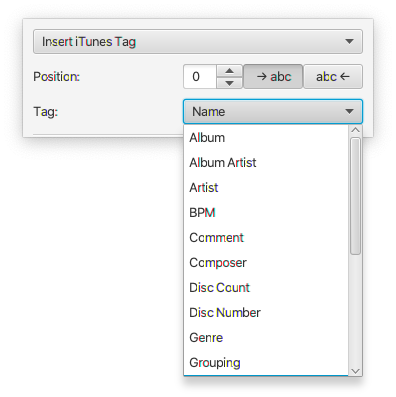 Insert iTunes Tag
Position: 0 → abc abc ←
Tag: Name
Album
Album Artist
Artist
BPM
Comment
Composer
Disc Count
Disc Number
Genre
Grouping